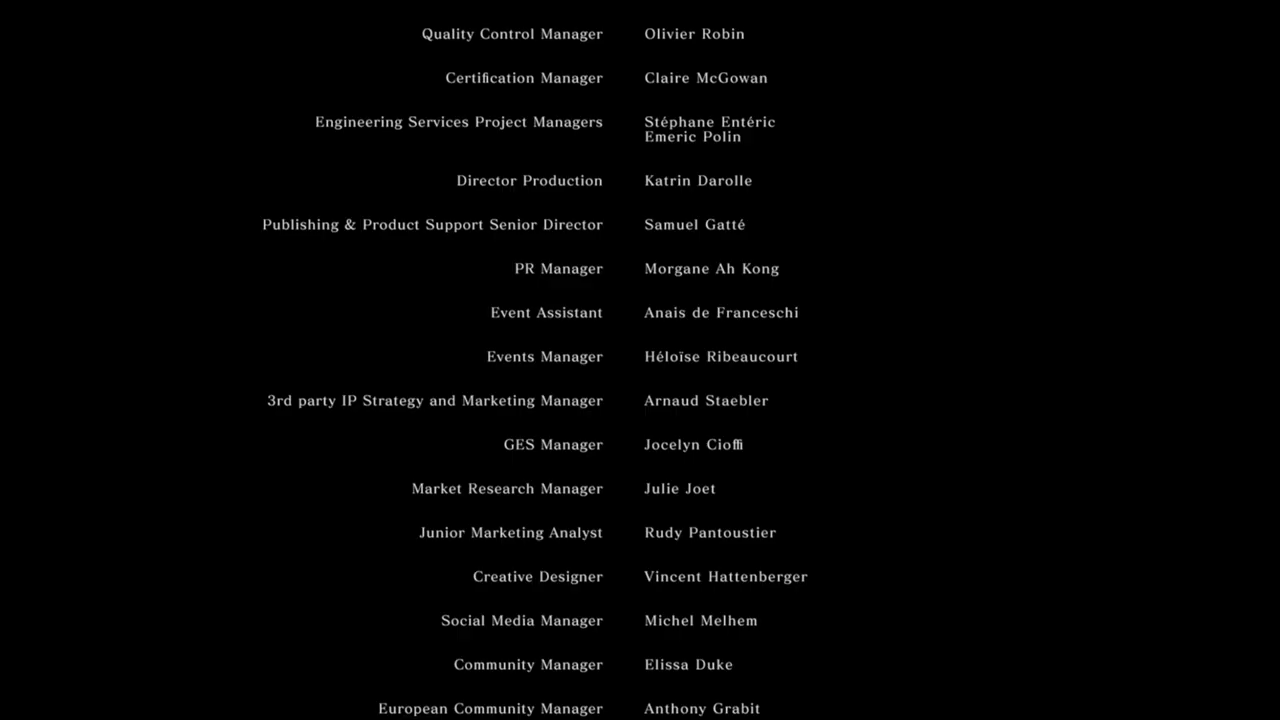 Quality Control Manager Olivier Robin
Certification Manager Claire McGowan
Engineering Services Project Managers Stéphane Entéric
Emeric Polin
Director Production Katrin Darolle
Publishing & Product Support Senior Director Samuel Gatté
PR Manager Morgane Ah Kong
Event Assistant Anais de Franceschi
Events Manager Héloïse Ribeaucourt
3rd party IP Strategy and Marketing Manager Arnaud Staebler
GES Manager Jocelyn Cioffi
Market Research Manager Julie Joet
Junior Marketing Analyst Rudy Pantoustier
Creative Designer Vincent Hattenberger
Social Media Manager Michel Melhem
Community Manager Elissa Duke
European Community Manager Anthony Grabit